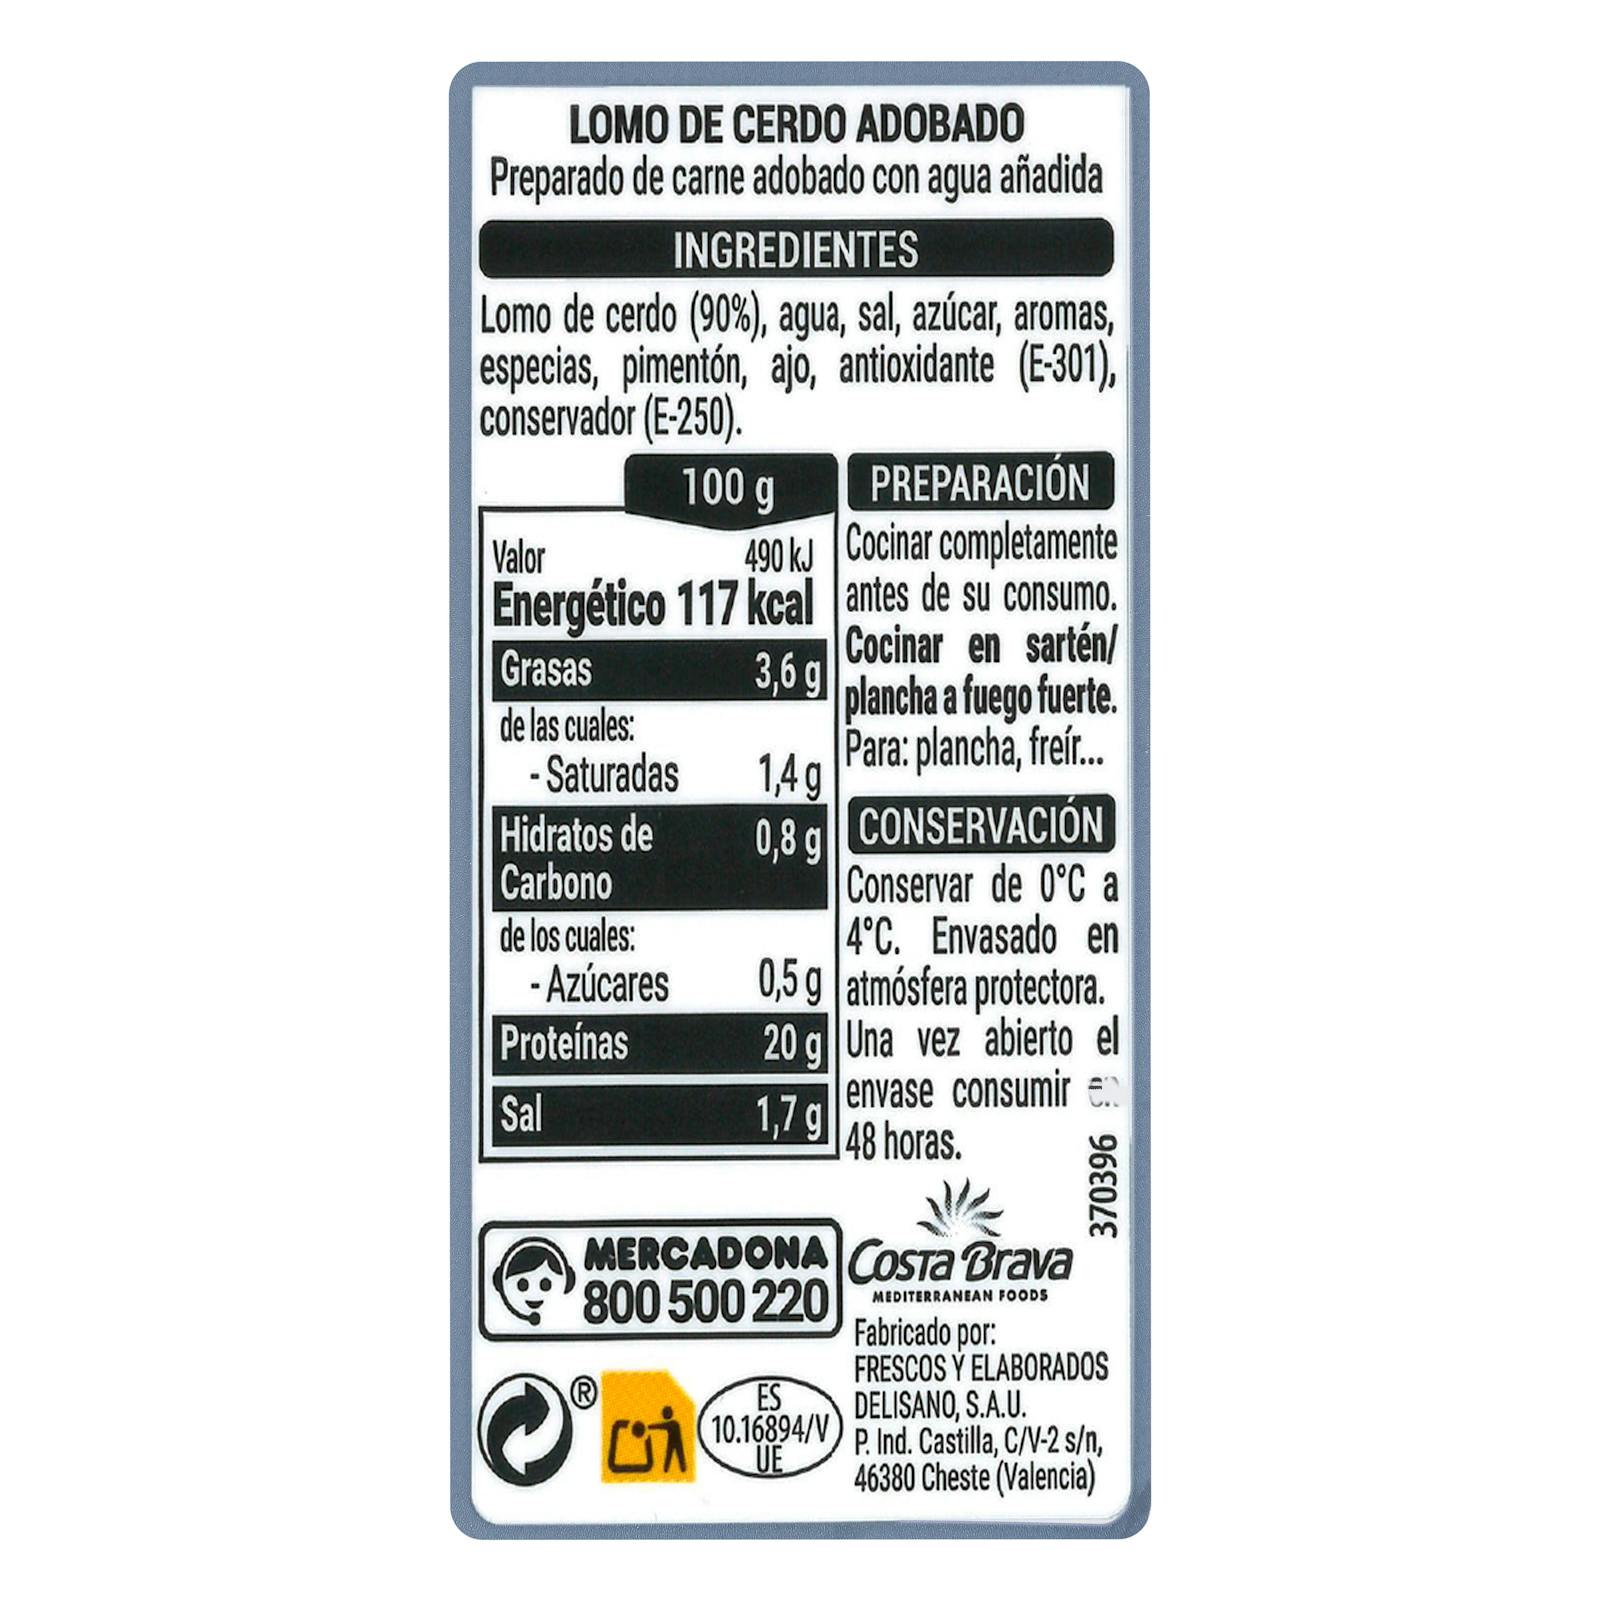 LOMO DE CERDO ADOBADO
Preparado de carne adobado con agua añadida
INGREDIENTES
Lomo de cerdo (90%), agua, sal, azúcar, aromas,
especias, pimentón, ajo, antioxidante (E-301),
conservador (E-250).
100 g
Valor 490 kJ
Energético 117 kcal
Grasas 3,6 g
de las cuales:
- Saturadas 1,4 g
Hidratos de 0,8 g
Carbono
de los cuales:
- Azúcares 0,5 g
Proteínas 20 g
Sal 1,7 g
PREPARACIÓN
Cocinar completamente
antes de su consumo.
Cocinar en sartén/
plancha a fuego fuerte.
Para: plancha, freír...
CONSERVACIÓN
Conservar de 0°C a
4°C. Envasado en
atmósfera protectora.
Una vez abierto el
envase consumir
48 horas.
370396
MERCADONA
800 500 220
Costa Brava
MEDITERRANEAN FOODS
Fabricado por:
FRESCOS Y ELABORADOS
DELISANO, S.A.U.
P. Ind. Castilla, C/V-2 s/n,
46380 Cheste (Valencia)
®
ES
10.16894/V
UE